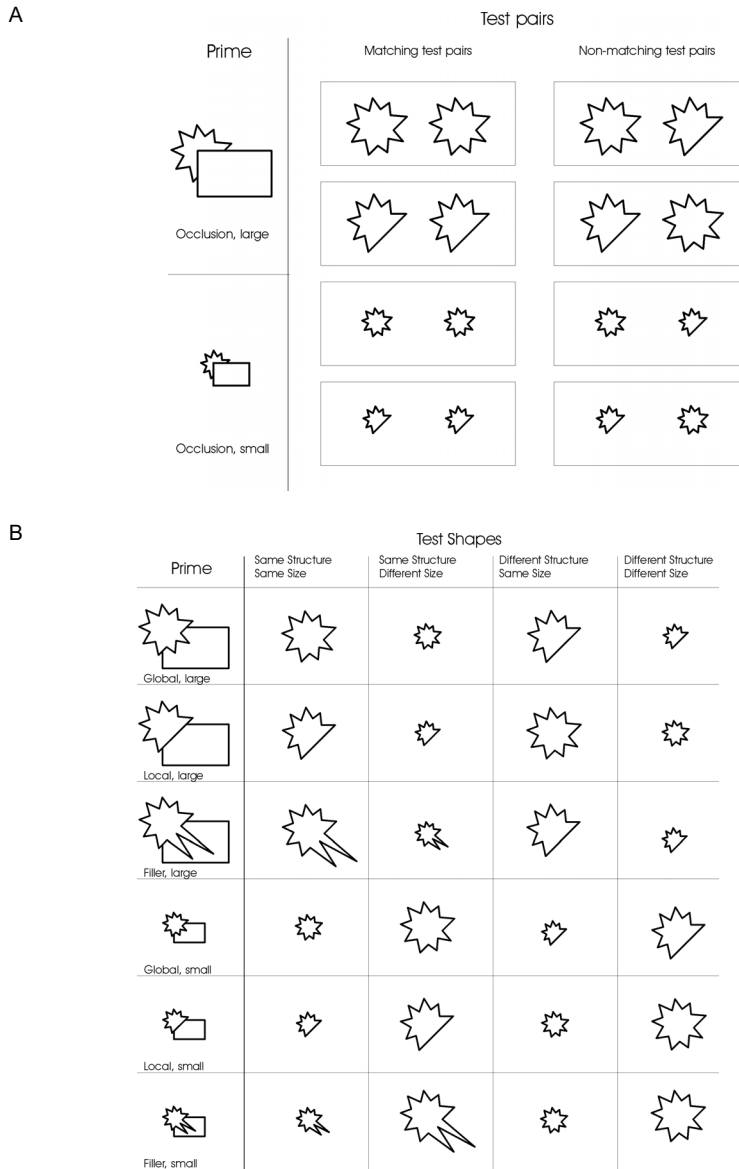 A
Test pairs
Prime
Matching test pairs
Non-matching test pairs
Occlusion, large
Occlusion, small
B
Test Shapes
Prime
Same Structure
Same Size
Same Structure
Different Size
Different Structure
Same Size
Different Structure
Different Size
Global, large
Local, large
Filler, large
Global, small
Local, small
Filler, small